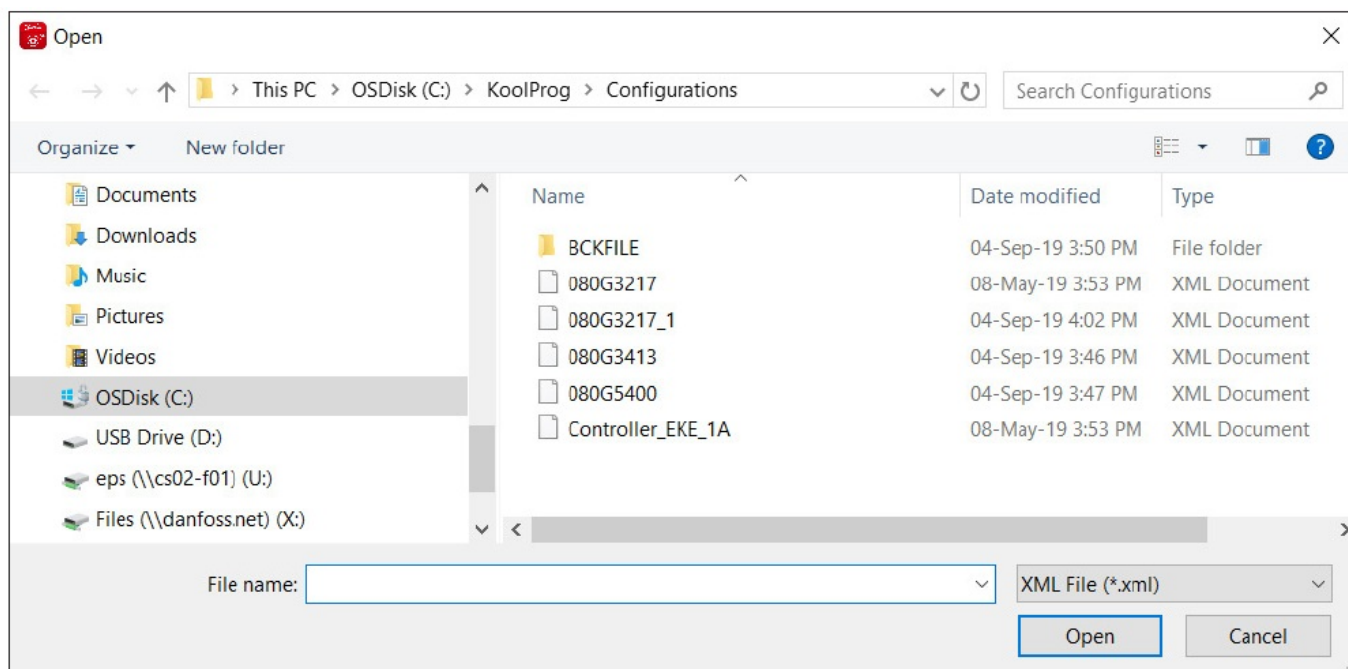 Open
This PC > OSDisk (C:) > KoolProg > Configurations
Search Configurations
Organize
New folder
?
Documents
Downloads
Music
Pictures
Videos
OSDisk (C:)
USB Drive (D:)
eps (\\cs02-f01) (U:)
Files (\\danfoss.net) (X:)
Name Date modified Type
BCKFILE 04-Sep-19 3:50 PM File folder
080G3217 08-May-19 3:53 PM XML Document
080G3217_1 04-Sep-19 4:02 PM XML Document
080G3413 04-Sep-19 3:46 PM XML Document
080G5400 04-Sep-19 3:47 PM XML Document
Controller_EKE_1A 08-May-19 3:53 PM XML Document
File name:
XML File (*.xml)
Open Cancel